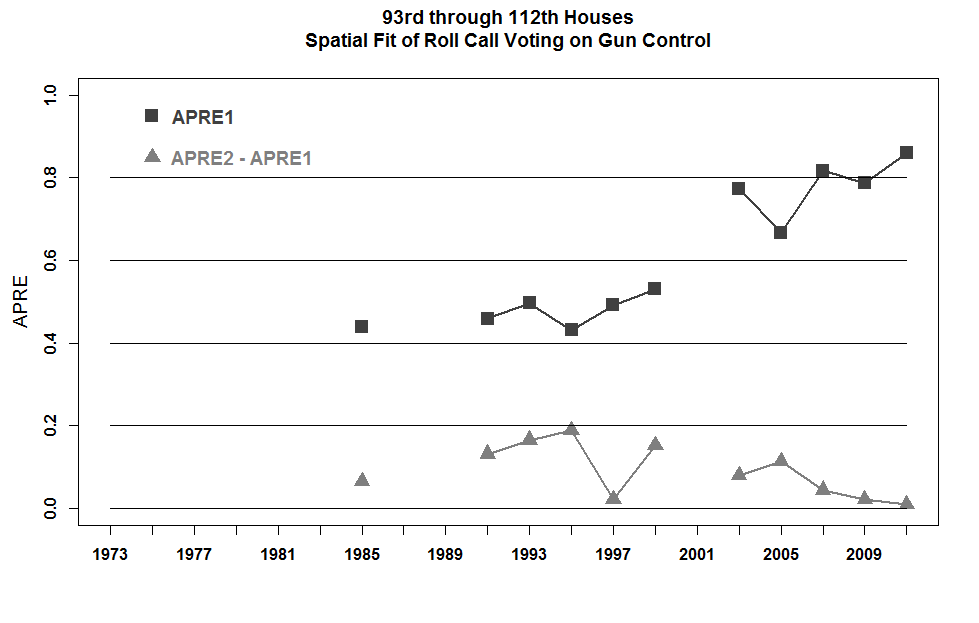 93rd through 112th Houses
Spatial Fit of Roll Call Voting on Gun Control
APRE1
APRE2 - APRE1
APRE
1.0
0.8
0.6
0.4
0.2
0.0
1973 1977 1981 1985 1989 1993 1997 2001 2005 2009